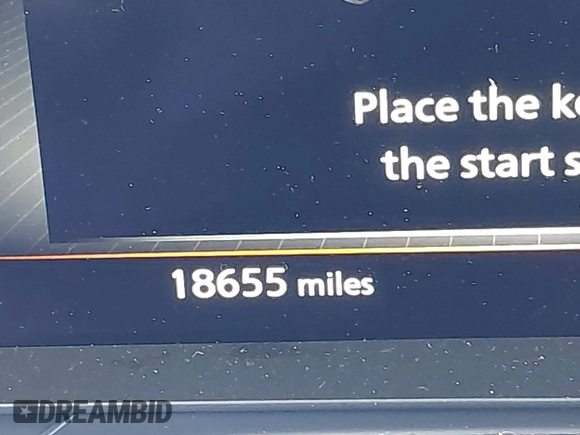 Place the k
the start s
18655 miles
DREAMBID